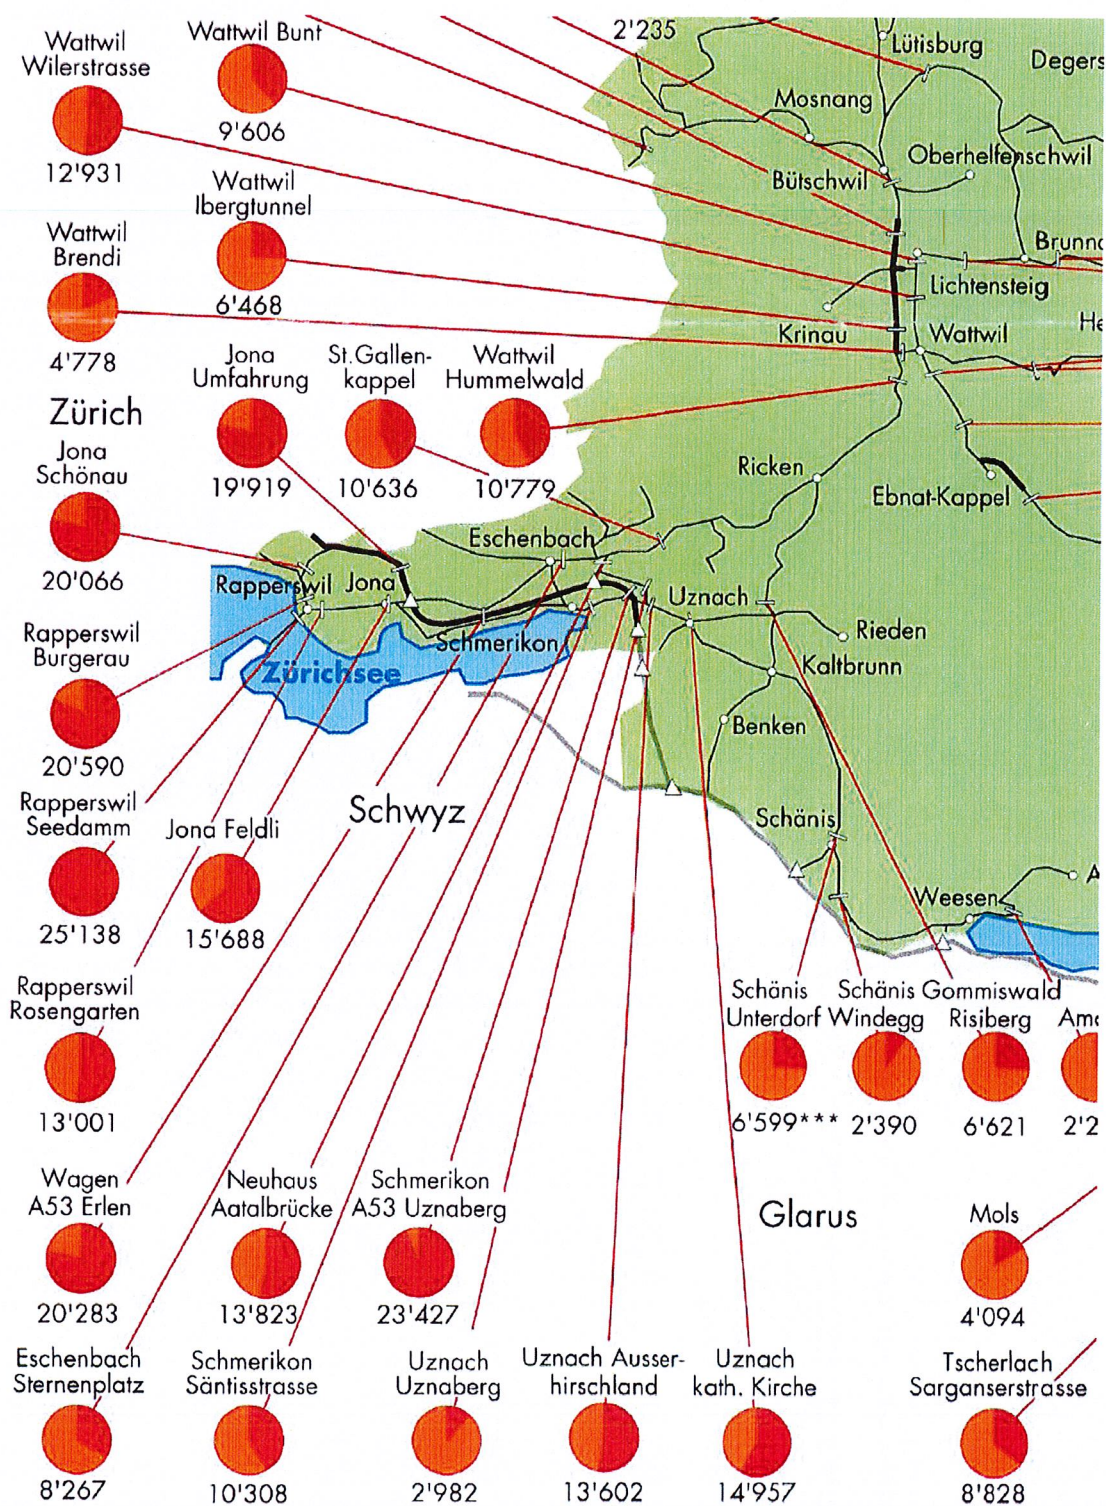 Wattwil
Wilerstrasse
12'931
Wattwil Bunt
9'606
2'235
Lütisburg
Degers
Mosnang
Oberhelfenschwil
Bütschwil
Wattwil
Ibergtunnel
6'468
Wattwil
Brendi
4'778
Brunna
Lichtensteig
Krinau
Wattwil
He
Zürich
Jona
Umfahrung
19'919
St.Gallen-
kappel
10'636
Wattwil
Hummelwald
10'779
Ricken
Ebnat-Kappel
Jona
Schönau
20'066
Eschenbach
Rapperswil
Jona
Uznach
Rieden
Schmerikon
Kaltbrunn
Zürichsee
Benken
Rapperswil
Burgerau
20'590
Rapperswil
Seedamm
25'138
Jona Feldli
15'688
Schwyz
Schänis
Weesen
A
Rapperswil
Rosengarten
13'001
Schänis
Unterdorf
6'599***
Schänis
Windegg
2'390
Gommiswald
Risiberg
6'621
Am
2'2
Wagen
A53 Erlen
20'283
Neuhaus
Aatalbrücke
13'823
Schmerikon
A53 Uznaberg
23'427
Glarus
Mols
4'094
Eschenbach
Sternenplatz
8'267
Schmerikon
Säntisstrasse
10'308
Uznach
Uznaberg
2'982
Uznach Ausser-
hirschland
13'602
Uznach
kath. Kirche
14'957
Tscherlach
Sarganserstrasse
8'828